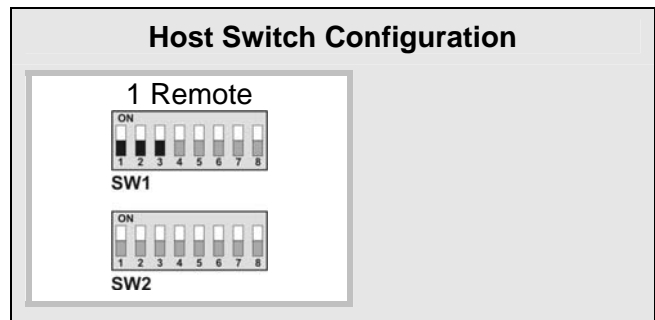 Host Switch Configuration
1 Remote
ON
1 2 3 4 5 6 7 8
SW1
ON
1 2 3 4 5 6 7 8
SW2